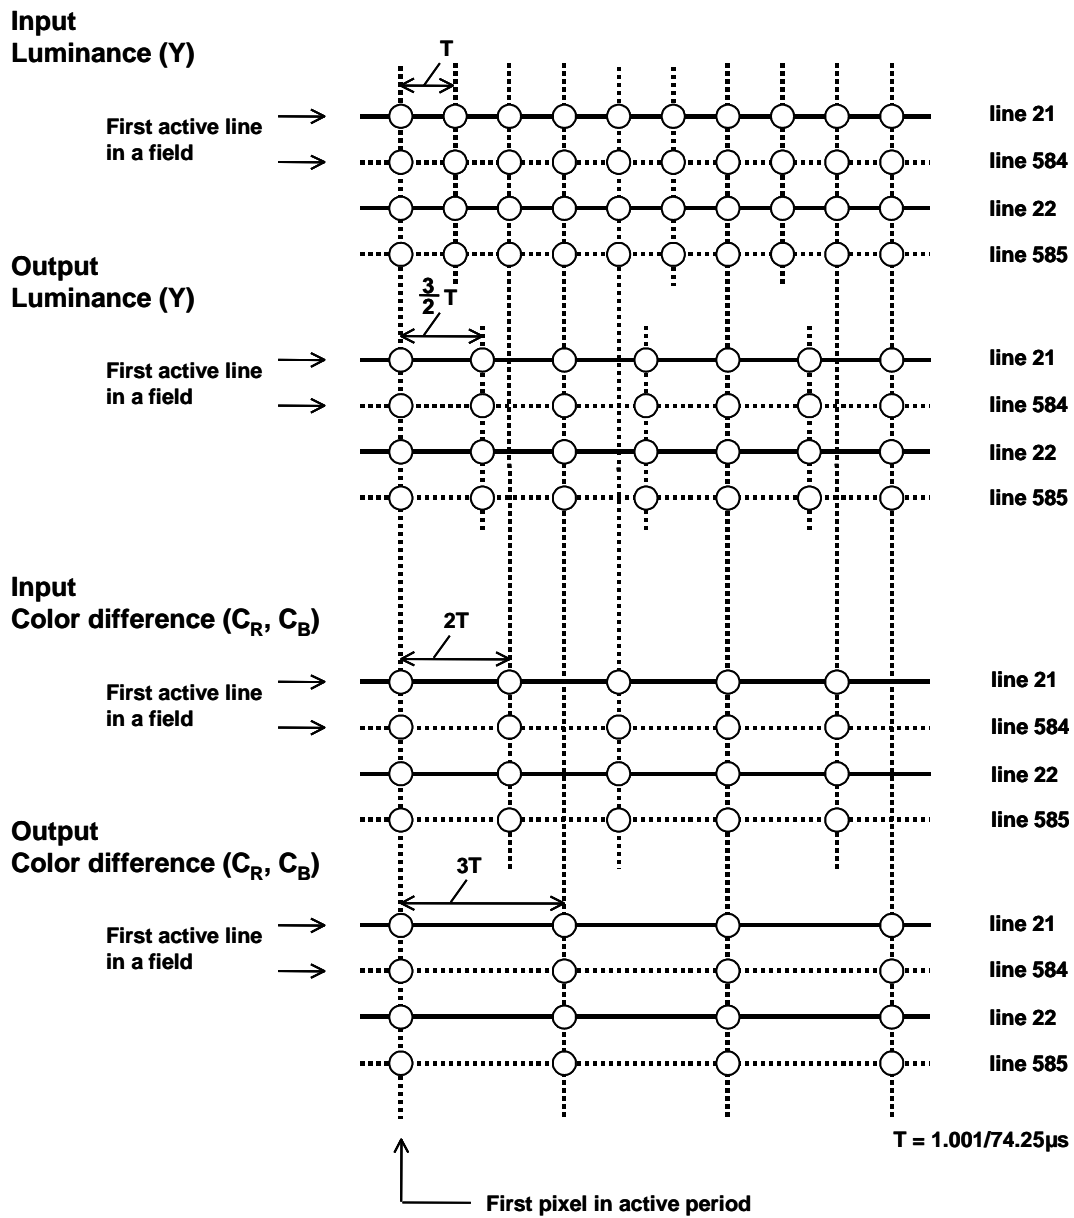 Input
Luminance (Y)
T
First active line
in a field
line 21
line 584
line 22
line 585
Output
Luminance (Y)
3/2 T
First active line
in a field
line 21
line 584
line 22
line 585
Input
Color difference (CR, CB)
2T
First active line
in a field
line 21
line 584
line 22
line 585
Output
Color difference (CR, CB)
3T
First active line
in a field
line 21
line 584
line 22
line 585
T = 1.001/74.25µs
First pixel in active period